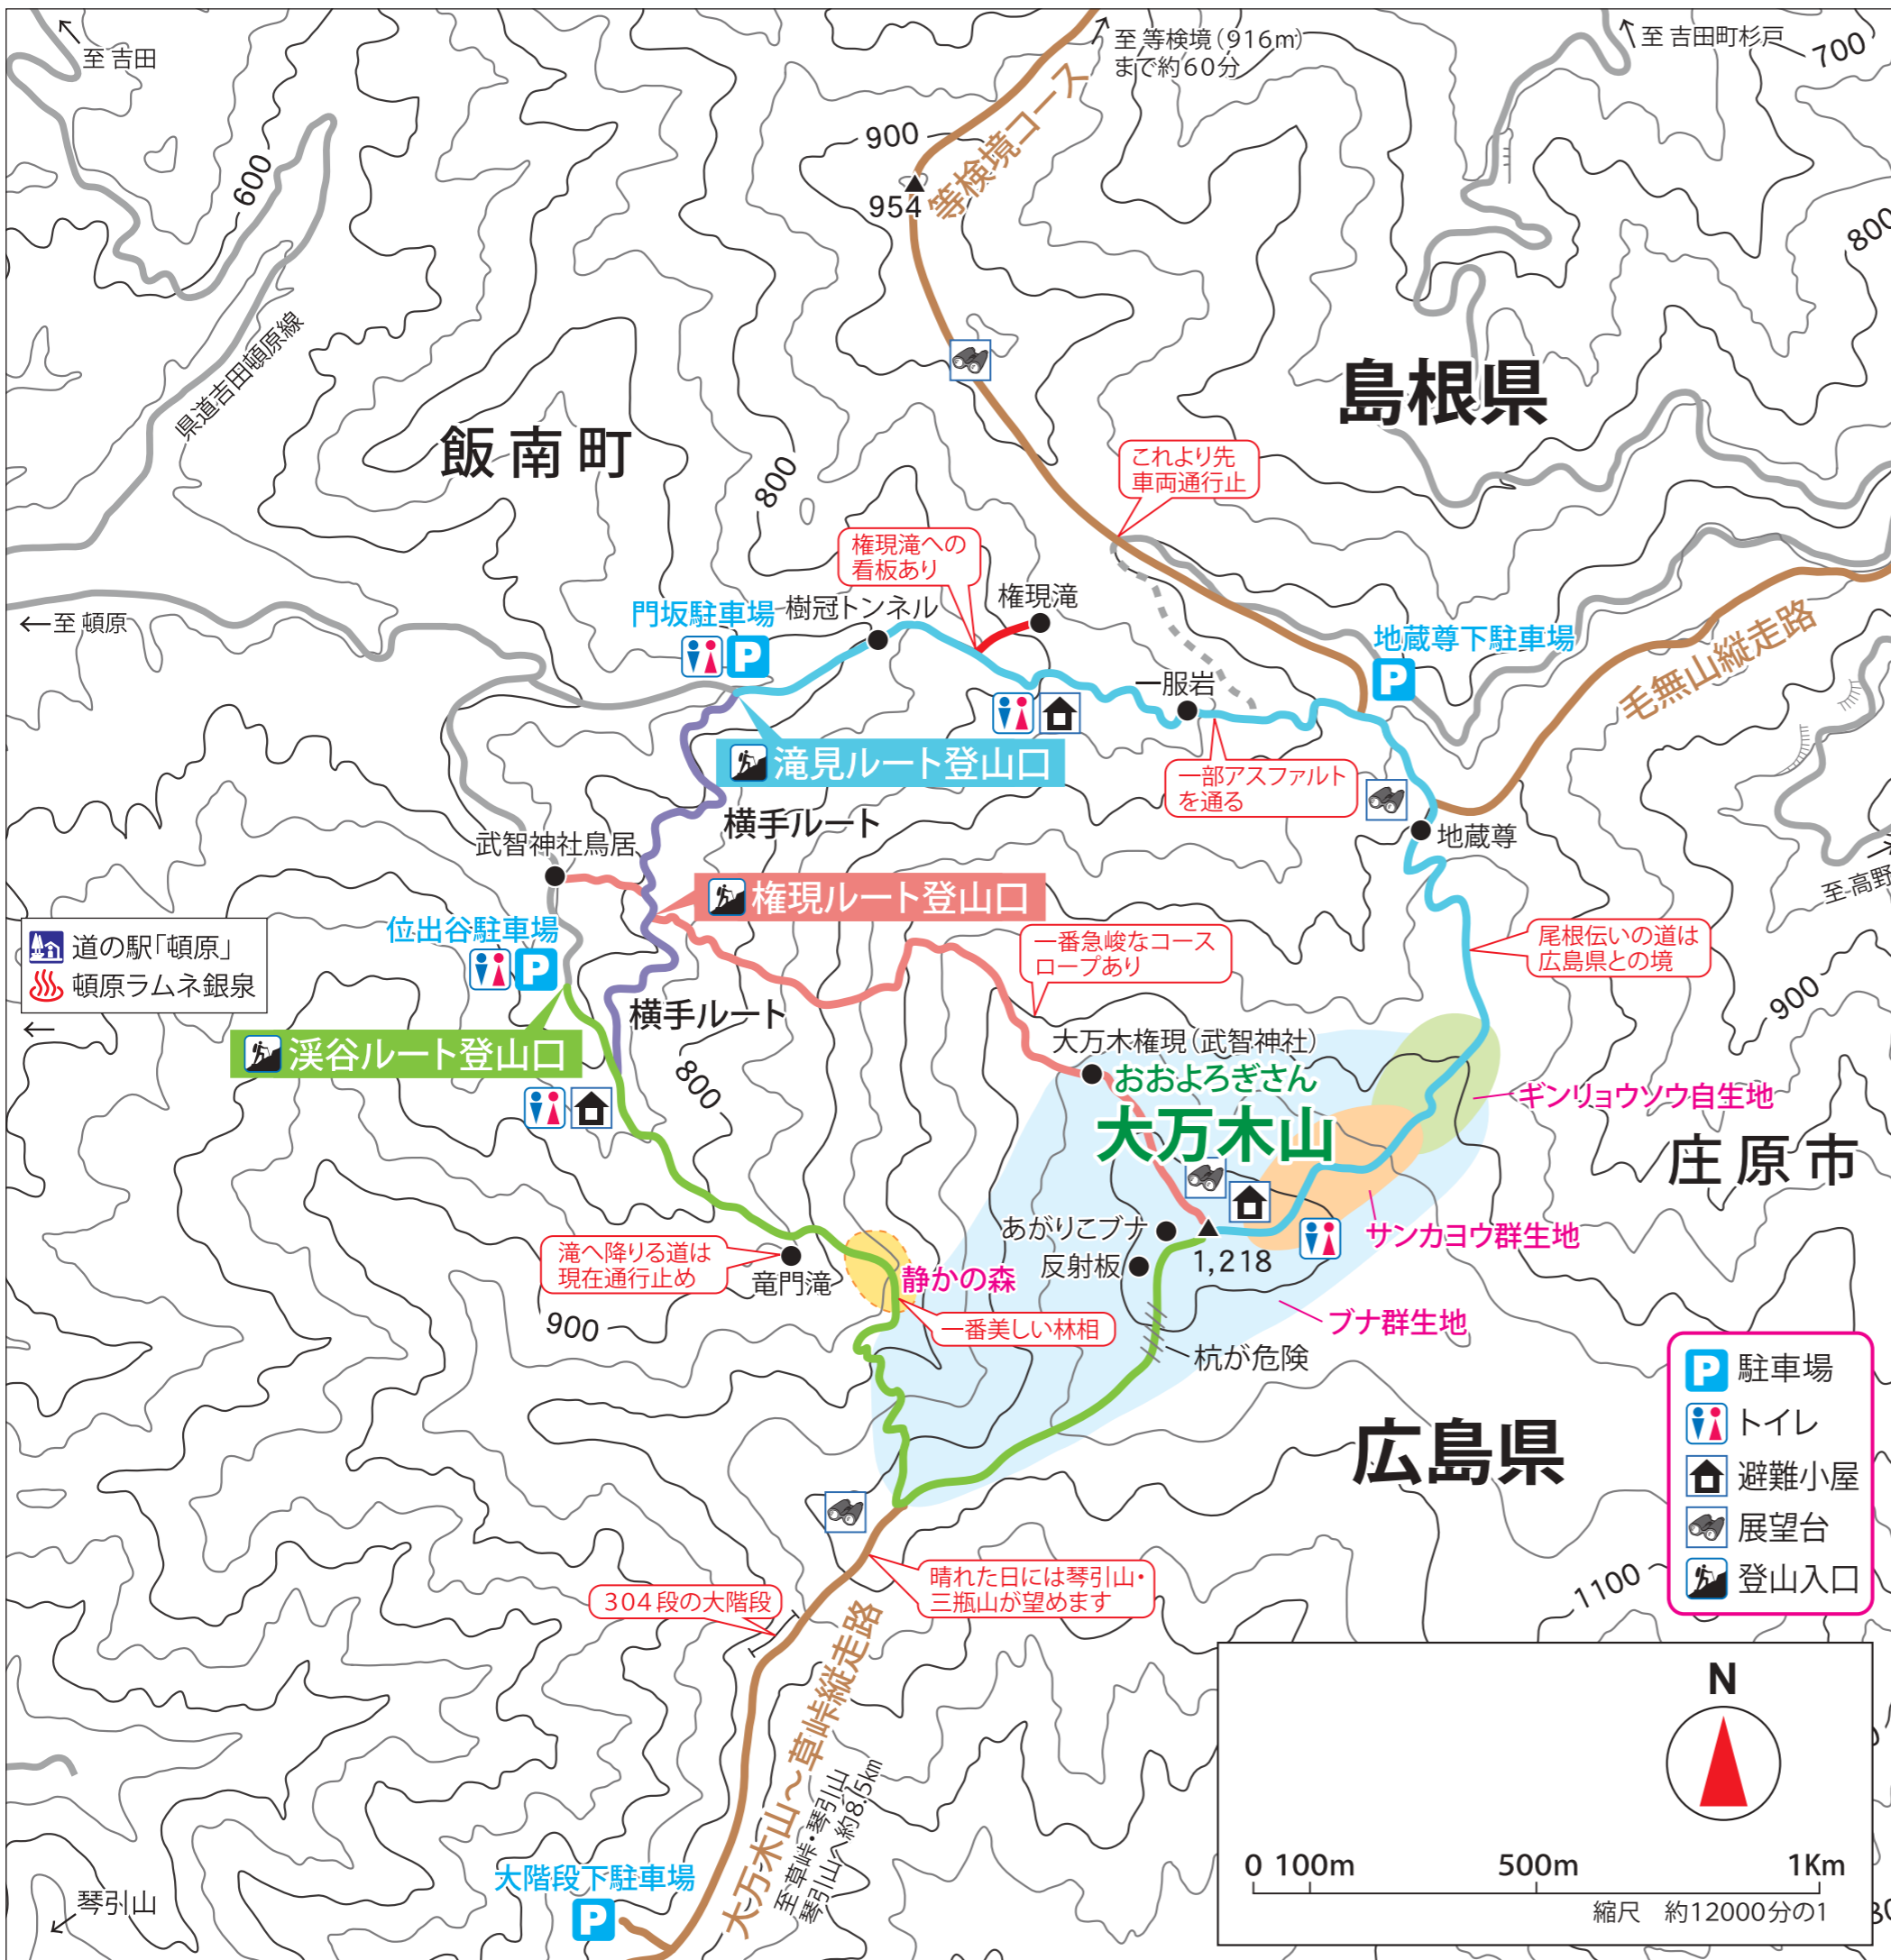 至 吉田
至 等検境(916m)
まで約60分
至 吉田町杉戸
700
600
900
954
等検境コース
800
県道吉田頓原線
島根県
飯南町
800
これより先
車両通行止
権現滝への
看板あり
←至 頓原
門坂駐車場
樹冠トンネル
権現滝
地蔵尊下駐車場
毛無山縦走路
P
P
一服岩
滝見ルート登山口
一部アスファルト
を通る
横手ルート
地蔵尊
武智神社鳥居
至 高野
権現ルート登山口
位出谷駐車場
P
道の駅「頓原」
頓原ラムネ銀泉
一番急峻なコース
ロープあり
尾根伝いの道は
広島県との境
900
横手ルート
渓谷ルート登山口
800
大万木権現(武智神社)
おおよろぎさん
大万木山
ギンリョウソウ自生地
庄原市
あがりこブナ
反射板
1,218
サンカヨウ群生地
滝へ降りる道は
現在通行止め
竜門滝
静かの森
900
一番美しい林相
ブナ群生地
杭が危険
広島県
P 駐車場
トイレ
避難小屋
展望台
登山入口
晴れた日には琴引山・
三瓶山が望めます
304段の大階段
1100
大万木山〜草峠縦走路
至 草峠・琴引山
琴引山へ約8.5km
大階段下駐車場
P
琴引山
N
0 100m 500m 1Km
縮尺 約12000分の1